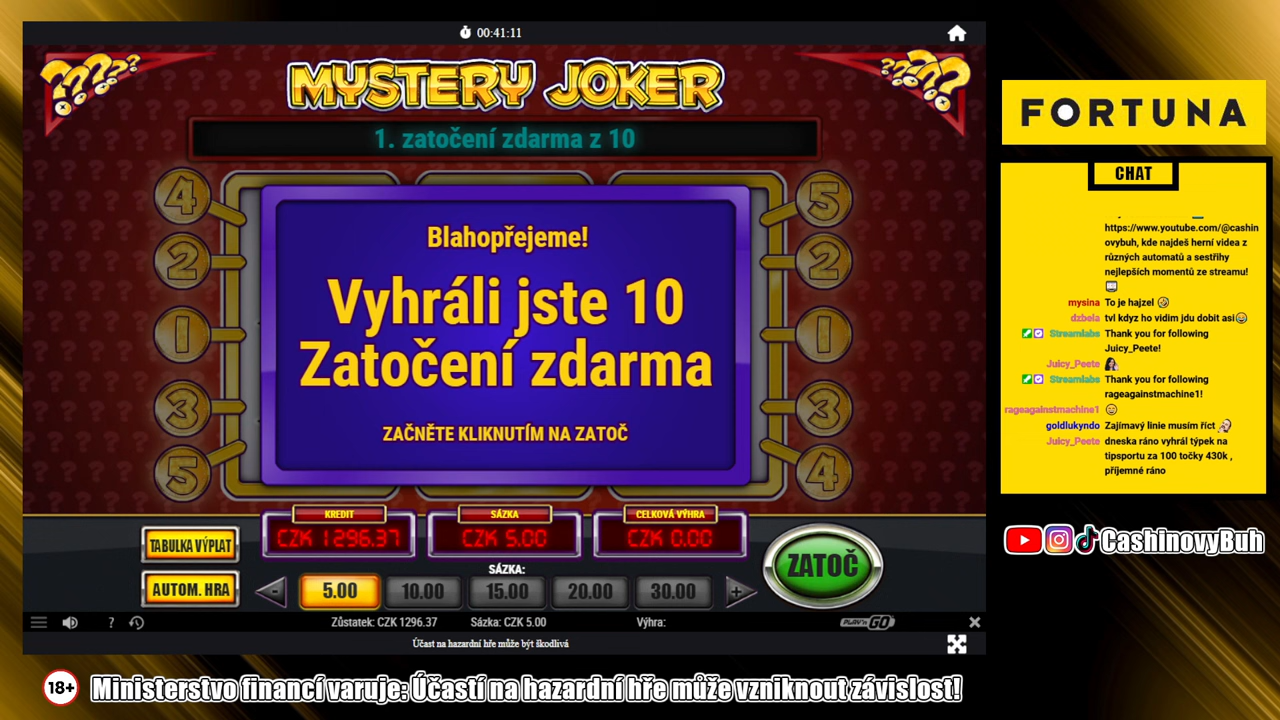 00:41:11
MYSTERY JOKER
1. zatočení zdarma z 10
4
2
1
3
5
5
2
1
3
4
Blahopřejeme!
Vyhráli jste 10
Zatočení zdarma
ZAČNĚTE KLIKNUTÍM NA ZATOČ
KREDIT
CZK 1296.37
SÁZKA
CZK 5.00
CELKOVÁ VÝHRA
CZK 0.00
TABULKA VÝPLAT
AUTOM. HRA
SÁZKA:
- 5.00 10.00 15.00 20.00 30.00 +
ZATOČ
? Zůstatek: CZK 1296.37 Sázka: CZK 5.00 Výhra: PLAY'n GO
Účast na hazardní hře může být škodlivá
18+ Ministerstvo financí varuje: Účastí na hazardní hře může vzniknout závislost!
FORTUNA
CHAT
https://www.youtube.com/@cashin
ovybuh, kde najdeš herní videa z
různých automatů a sestřihy
nejlepších momentů ze streamu!
mysina To je hajzel 🤣
dzbela tvl kdyz ho vidim jdu dobit asi😅
Streamlabs Thank you for following
Juicy_Peete!
Juicy_Peete
Streamlabs Thank you for following
rageagainstmachine1!
rageagainstmachine1
goldlukyndo Zajímavý linie musím říct
Juicy_Peete dneska ráno vyhrál týpek na
tipsportu za 100 točky 430k ,
příjemné ráno
CashinovyBuh